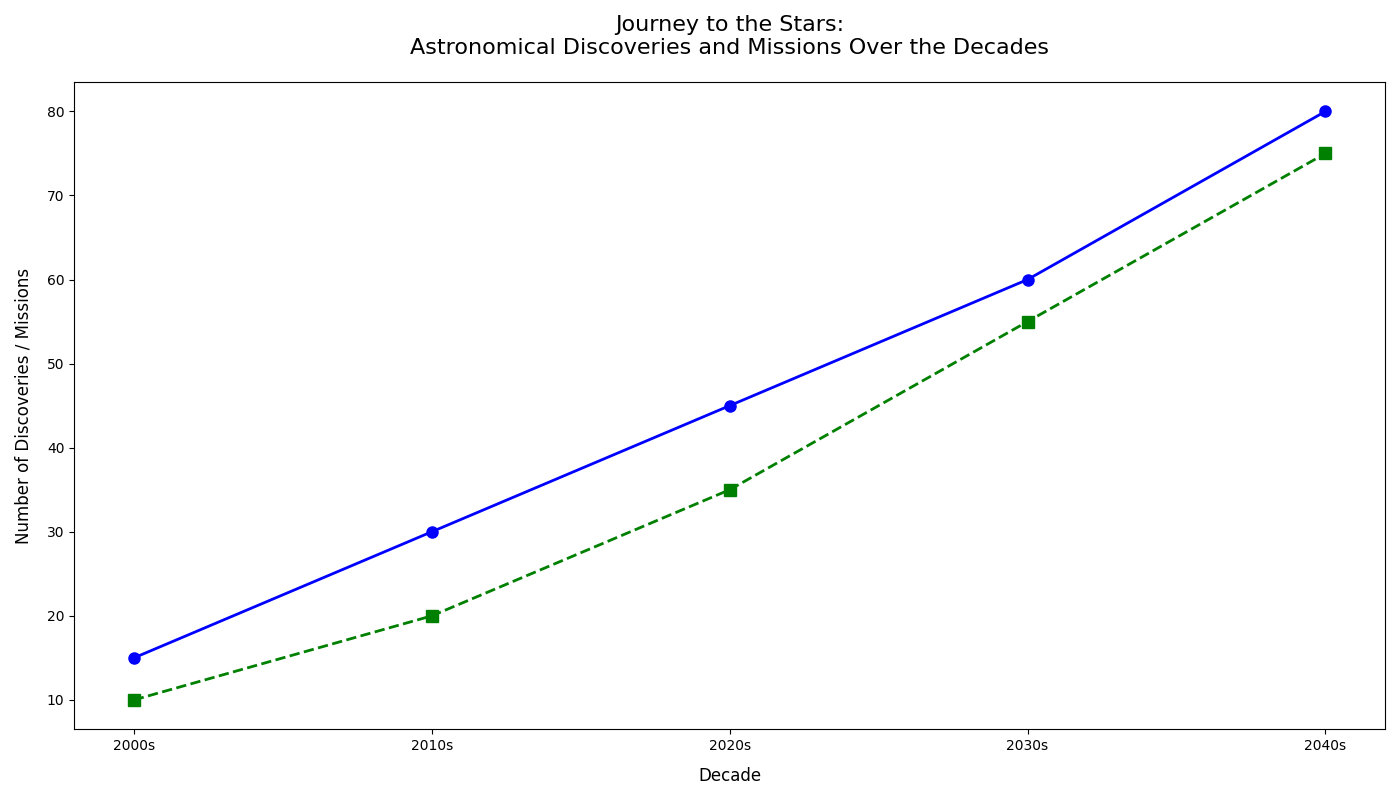 Journey to the Stars:
Astronomical Discoveries and Missions Over the Decades
Number of Discoveries / Missions
80
70
60
50
40
30
20
10
2000s 2010s 2020s 2030s 2040s
Decade